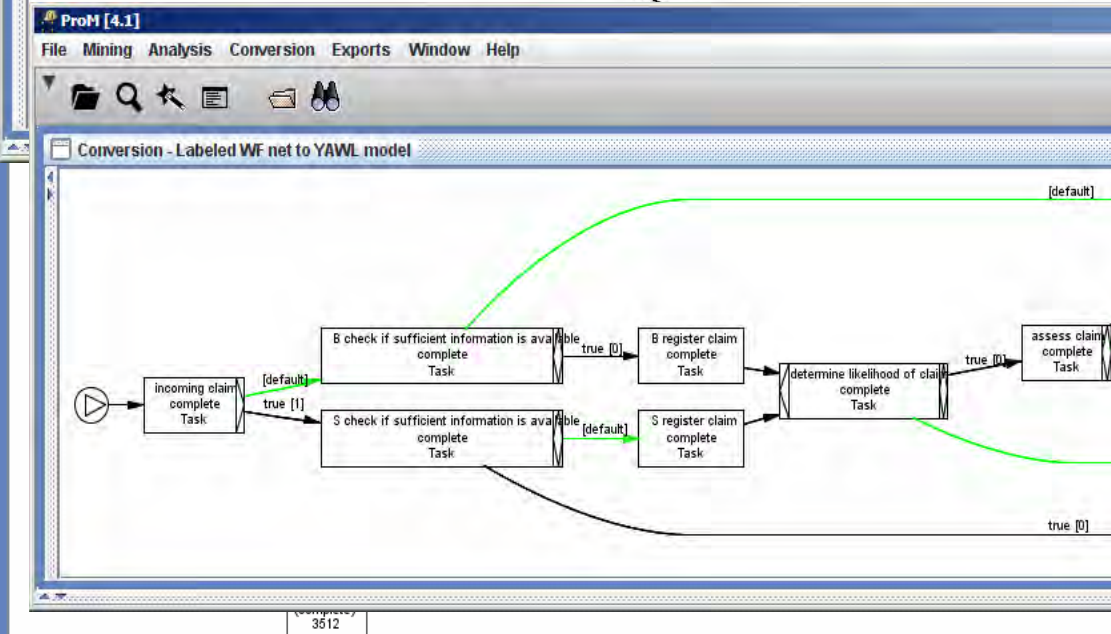 ProM [4.1]
File Mining Analysis Conversion Exports Window Help
Conversion - Labeled WF net to YAWL model
[default]
B check if sufficient information is available
complete
Task
true [0]
B register claim
complete
Task
assess claim
complete
Task
true [0]
incoming claim
complete
Task
[default]
true [1]
determine likelihood of claim
complete
Task
S check if sufficient information is available
complete
Task
[default]
S register claim
complete
Task
true [0]
(complete)
3512